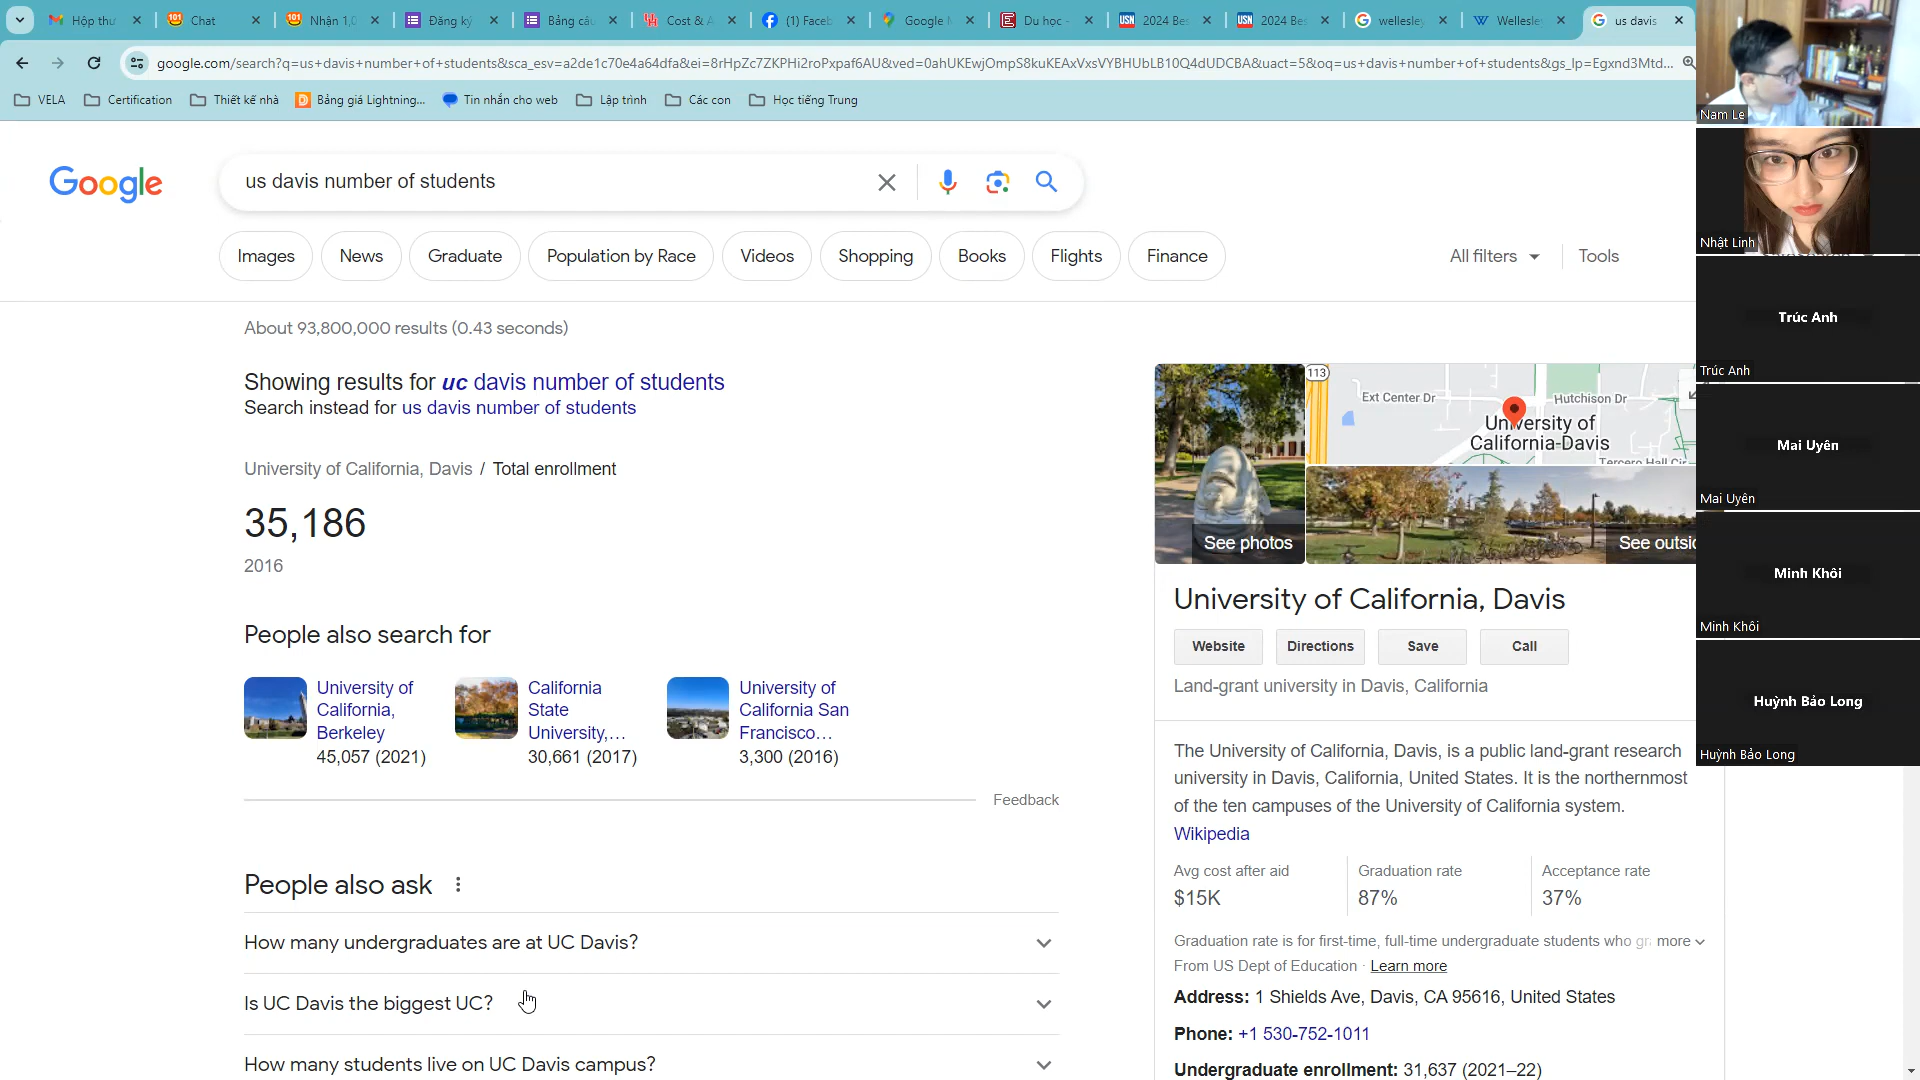 Hộp thư
Chat
Nhận 1,0
Đăng ký
Bảng câu
Cost & A
(1) Faceb
Google M
Du học -
2024 Bes
2024 Bes
wellesley
Wellesley
us davis
google.com/search?q=us+davis+number+of+students&sca_esv=a2de1c70e4a64dfa&ei=8rHpZc7ZKPHi2roPxpaf6AU&ved=0ahUKEwjOmpS8kuKEAxVxsVYBHUbLB10Q4dUDCBA&uact=5&oq=us+davis+number+of+students&gs_lp=Egxnd3Mtd...
VELA
Certification
Thiết kế nhà
Bảng giá Lightning...
Tin nhắn cho web
Lập trình
Các con
Học tiếng Trung
Google
us davis number of students
Images
News
Graduate
Population by Race
Videos
Shopping
Books
Flights
Finance
All filters
Tools
About 93,800,000 results (0.43 seconds)
Showing results for uc davis number of students
Search instead for us davis number of students
University of California, Davis / Total enrollment
35,186
2016
People also search for
University of
California,
Berkeley
45,057 (2021)
California
State
University,...
30,661 (2017)
University of
California San
Francisco...
3,300 (2016)
Feedback
People also ask
How many undergraduates are at UC Davis?
Is UC Davis the biggest UC?
How many students live on UC Davis campus?
113
Ext Center Dr
Hutchison Dr
University of
California-Davis
Tercero Hall Cir
See photos
See outsid
University of California, Davis
Website
Directions
Save
Call
Land-grant university in Davis, California
The University of California, Davis, is a public land-grant research
university in Davis, California, United States. It is the northernmost
of the ten campuses of the University of California system.
Wikipedia
Avg cost after aid
$15K
Graduation rate
87%
Acceptance rate
37%
Graduation rate is for first-time, full-time undergraduate students who gr more
From US Dept of Education · Learn more
Address: 1 Shields Ave, Davis, CA 95616, United States
Phone: +1 530-752-1011
Undergraduate enrollment: 31,637 (2021–22)
Nam Le
Nhật Linh
Trúc Anh
Trúc Anh
Mai Uyên
Mai Uyên
Minh Khôi
Minh Khôi
Huỳnh Bảo Long
Huỳnh Bảo Long